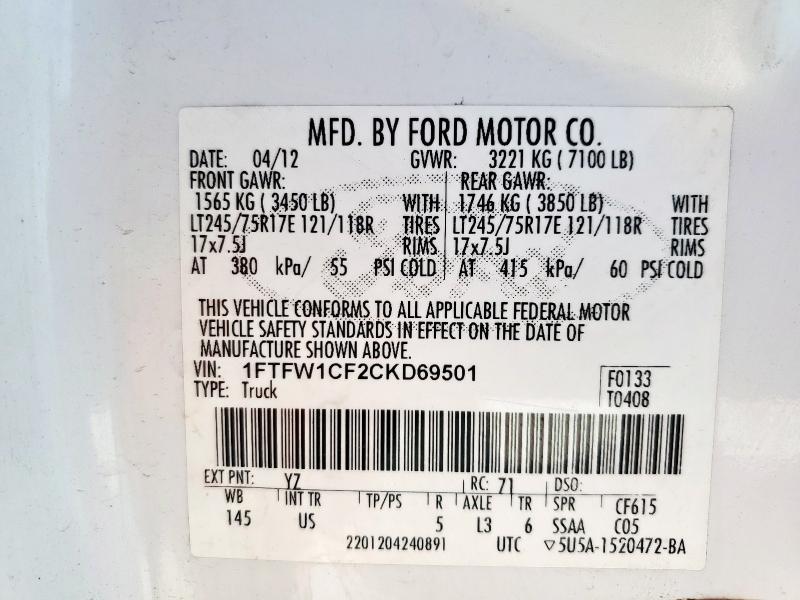 MFD. BY FORD MOTOR CO.
DATE: 04/12 GVWR: 3221 KG ( 7100 LB)
FRONT GAWR: REAR GAWR:
1565 KG ( 3450 LB) WITH 1746 KG ( 3850 LB) WITH
LT245/75R17E 121/118R TIRES LT245/75R17E 121/118R TIRES
17x7.5J RIMS 17x7.5J RIMS
AT 380 kPa/ 55 PSI COLD AT 415 kPa/ 60 PSI COLD
THIS VEHICLE CONFORMS TO ALL APPLICABLE FEDERAL MOTOR
VEHICLE SAFETY STANDARDS IN EFFECT ON THE DATE OF
MANUFACTURE SHOWN ABOVE.
VIN: 1FTFW1CF2CKD69501 F0133
TYPE: Truck T0408
EXT PNT: YZ RC: 71 DSO:
WB INT TR TP/PS R AXLE TR SPR CF615
145 US 5 L3 6 SSAA C05
2201204240891 UTC ▽5U5A-1520472-BA